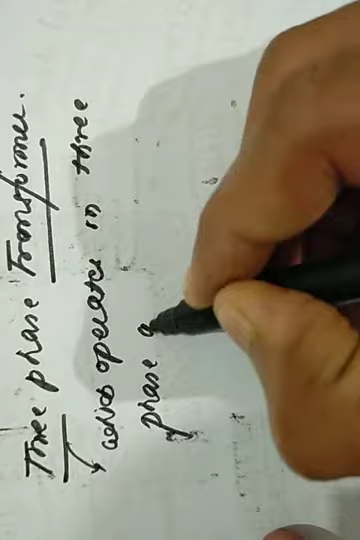 Three phase Transformer.
↳ which operates in three
phase a